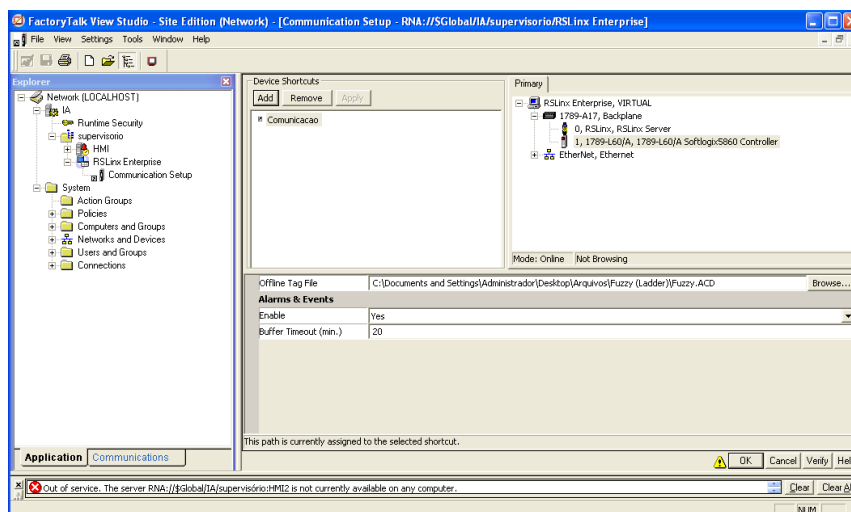 FactoryTalk View Studio - Site Edition (Network) - [Communication Setup - RNA://$Global/IA/supervisorio/RSLinx Enterprise]
File View Settings Tools Window Help
Explorer
Network (LOCALHOST)
IA
Runtime Security
supervisorio
HMI
RSLinx Enterprise
Communication Setup
System
Action Groups
Policies
Computers and Groups
Networks and Devices
Users and Groups
Connections
Application Communications
Device Shortcuts
Add Remove Apply
Comunicacao
Primary
RSLinx Enterprise, VIRTUAL
1789-A17, Backplane
0, RSLinx, RSLinx Server
1, 1789-L60/A, 1789-L60/A Softlogix5860 Controller
EtherNet, Ethernet
Mode: Online Not Browsing
Offline Tag File C:\Documents and Settings\Administrador\Desktop\Arquivos\Fuzzy (Ladder)\Fuzzy.ACD Browse...
Alarms & Events
Enable Yes
Buffer Timeout (min.) 20
This path is currently assigned to the selected shortcut.
OK Cancel Verify Hel
Out of service. The server RNA://$Global/IA/supervisório:HMI2 is not currently available on any computer.
Clear Clear Al
NUM